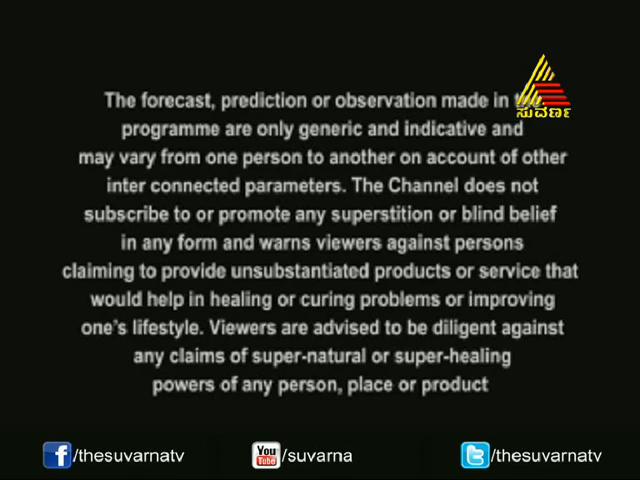 The forecast, prediction or observation made in
programme are only generic and indicative and
may vary from one person to another on account of other
inter connected parameters. The Channel does not
subscribe to or promote any superstition or blind belief
in any form and warns viewers against persons
claiming to provide unsubstantiated products or service that
would help in healing or curing problems or improving
one's lifestyle. Viewers are advised to be diligent against
any claims of super-natural or super-healing
powers of any person, place or product
ಸುವರ್ಣ
f /thesuvarnatv
You Tube /suvarna
t /thesuvarnatv